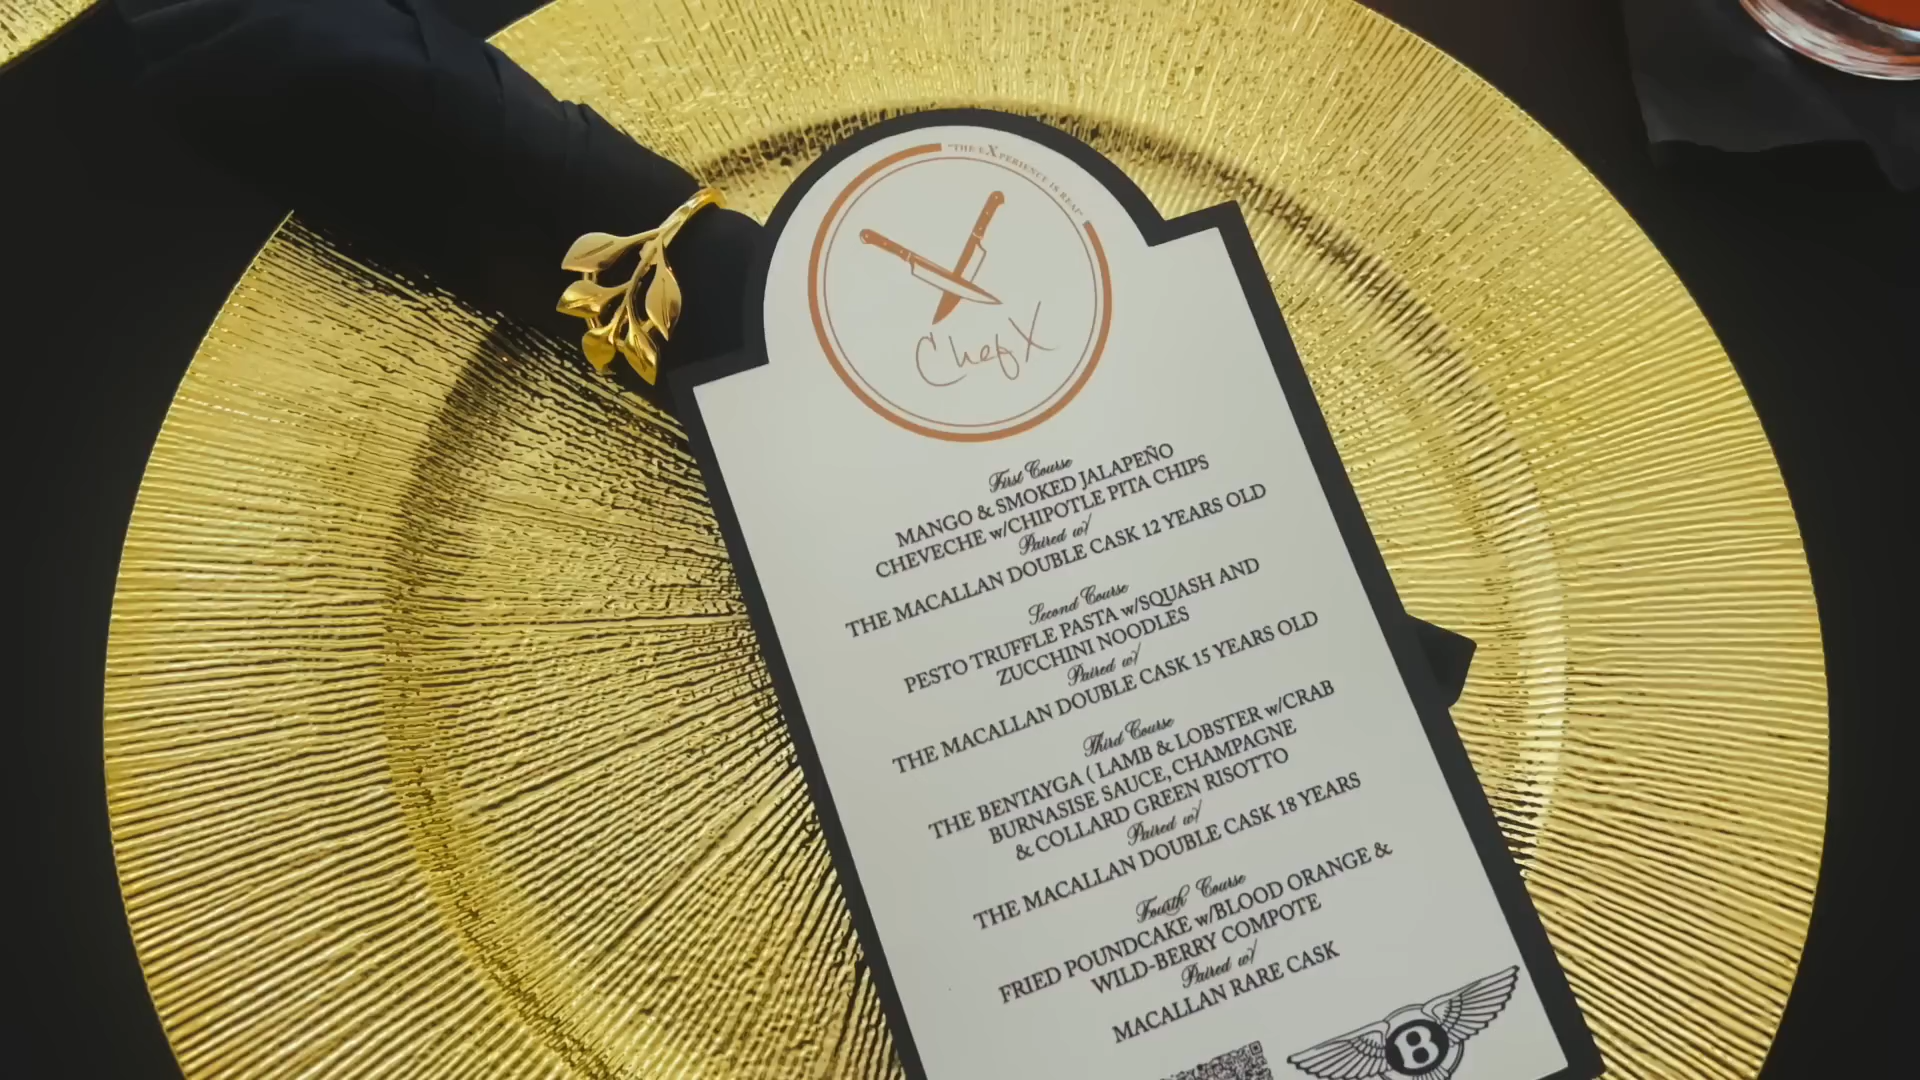 "THE EXPERIENCE IS REAL"
Chef X
First Course
MANGO & SMOKED JALAPEÑO
CHEVECHE w/CHIPOTLE PITA CHIPS
Paired w/
THE MACALLAN DOUBLE CASK 12 YEARS OLD
Second Course
PESTO TRUFFLE PASTA w/SQUASH AND
ZUCCHINI NOODLES
Paired w/
THE MACALLAN DOUBLE CASK 15 YEARS OLD
Third Course
THE BENTAYGA ( LAMB & LOBSTER w/CRAB
BURNASISE SAUCE, CHAMPAGNE
& COLLARD GREEN RISOTTO
Paired w/
THE MACALLAN DOUBLE CASK 18 YEARS
Fourth Course
FRIED POUNDCAKE w/BLOOD ORANGE &
WILD-BERRY COMPOTE
Paired w/
MACALLAN RARE CASK
B